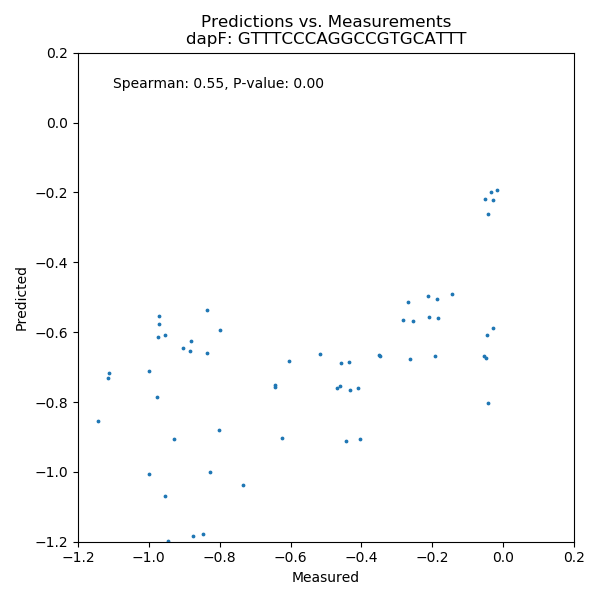 Predictions vs. Measurements
dapF: GTTTCCCAGGCCGTGCATTT
Spearman: 0.55, P-value: 0.00
0.2
0.0
−0.2
−0.4
−0.6
−0.8
−1.0
−1.2
Predicted
−1.2 −1.0 −0.8 −0.6 −0.4 −0.2 0.0 0.2
Measured